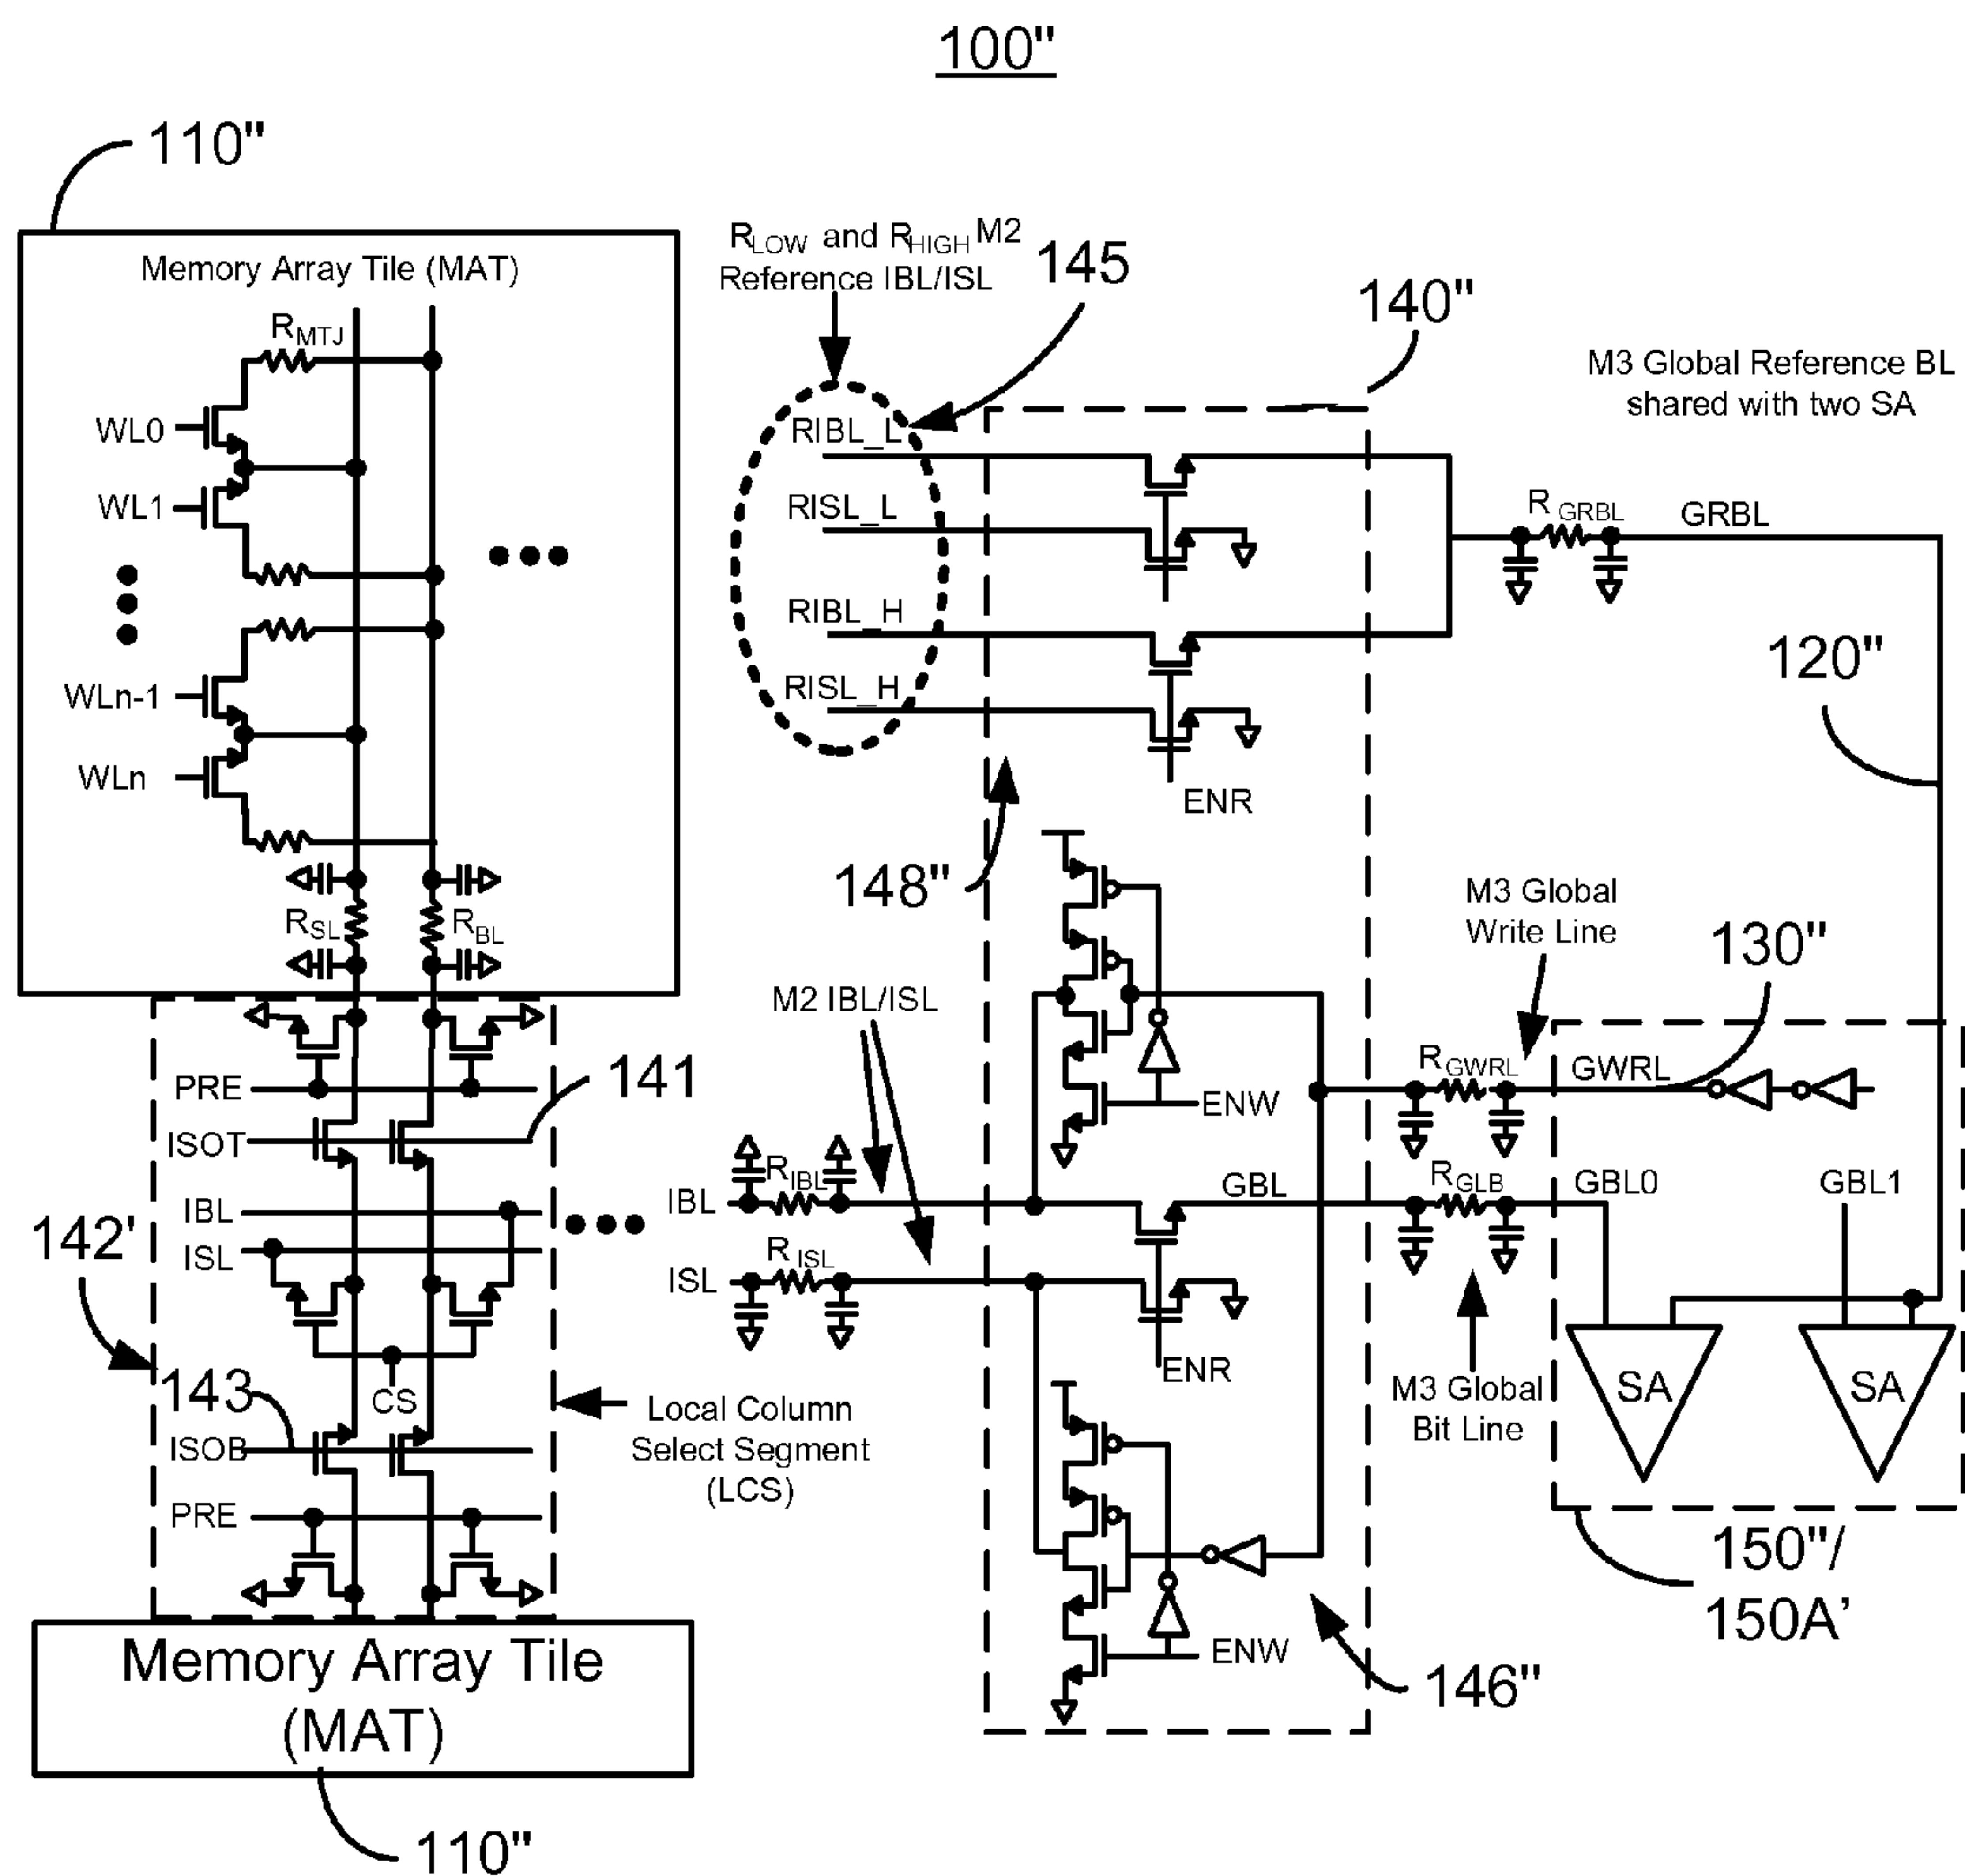 100"
110"
Memory Array Tile (MAT)
RMTJ
WL0
WL1
WLn-1
WLn
RSL
RBL
PRE
ISOT
141
IBL
ISL
142'
CS
143
ISOB
PRE
Local Column
Select Segment
(LCS)
Memory Array Tile
(MAT)
110"
RLOW and RHIGH M2
Reference IBL/ISL
145
140"
RIBL_L
RISL_L
RIBL_H
RISL_H
ENR
148"
M3 Global Reference BL
shared with two SA
R GRBL
GRBL
120"
M2 IBL/ISL
ENW
IBL
RIBL
GBL
ISL
R ISL
ENR
ENW
146"
M3 Global
Write Line
130"
RGWRL
GWRL
RGLB
GBL0
GBL1
M3 Global
Bit Line
SA
SA
150"/
150A’